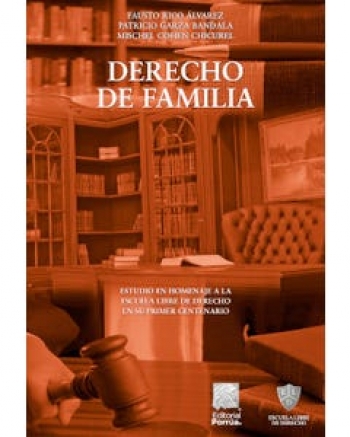 FAUSTO RICO ÁLVAREZ
PATRICIO GARZA BANDALA
MISCHEL COHEN CHICUREL
DERECHO
DE FAMILIA
ESTUDIO EN HOMENAJE A LA
ESCUELA LIBRE DE DERECHO
EN SU PRIMER CENTENARIO
Editorial
Porrúa
ESCUELA LIBRE
DE DERECHO